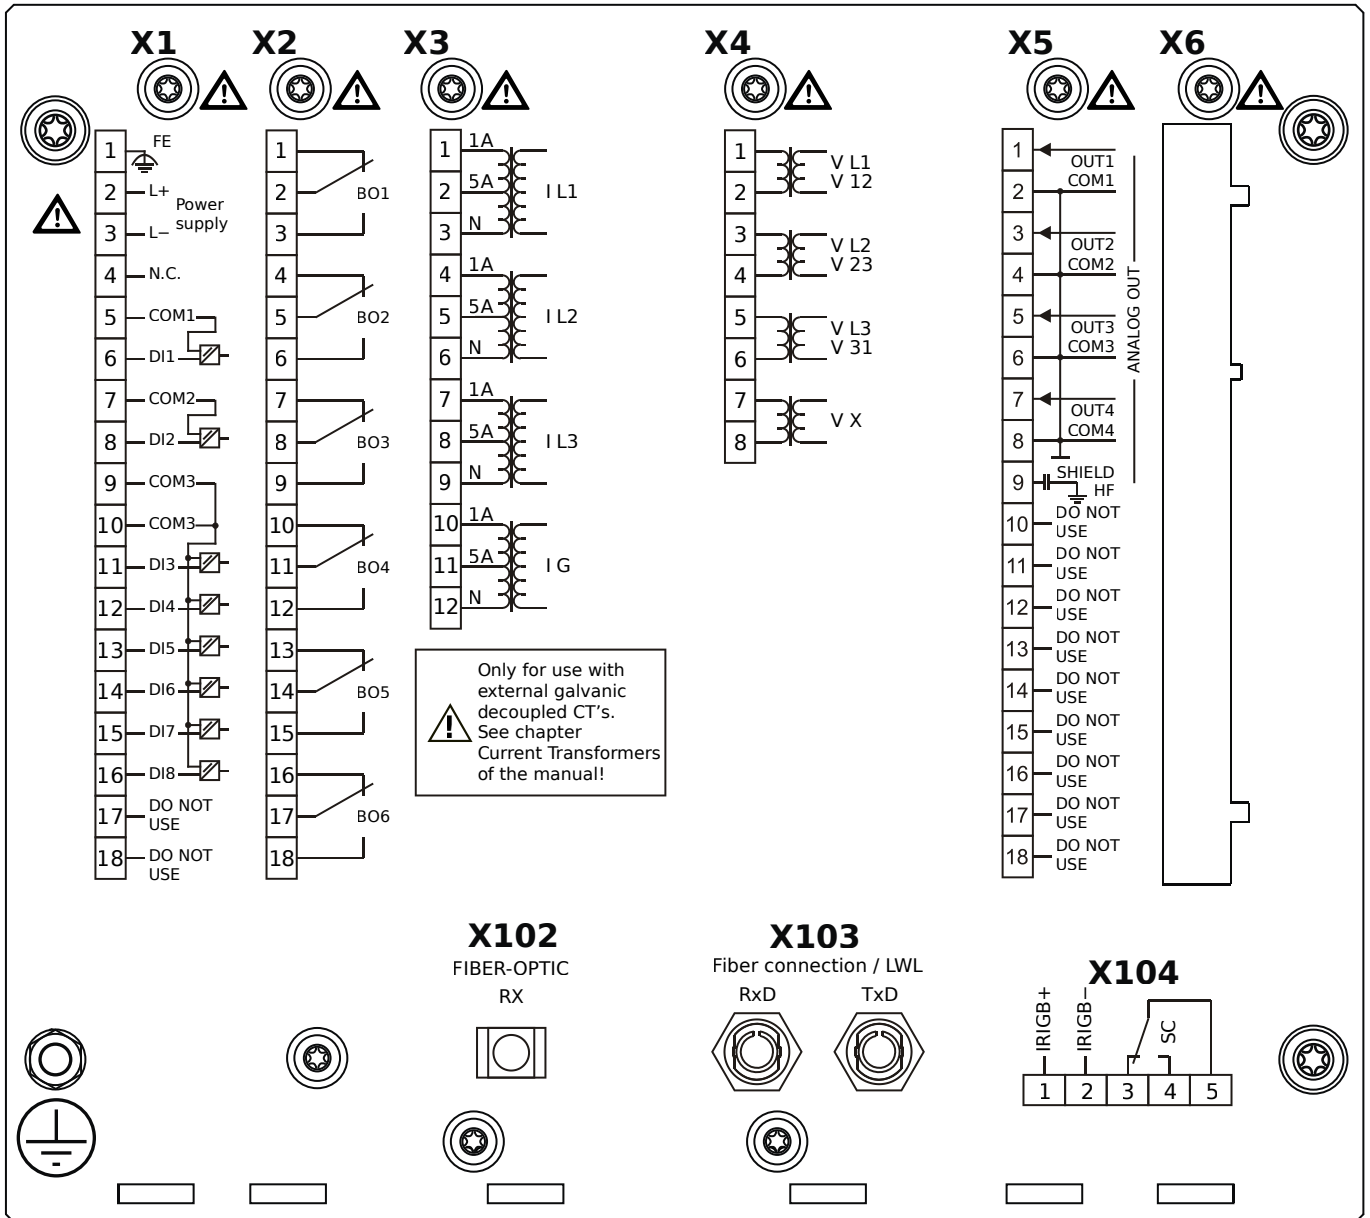 X1
X2
X3
X4
X5
X6
1
FE
2
L+
Power
supply
3
L−
4
N.C.
5
COM1
6
DI1
7
COM2
8
DI2
9
COM3
10
COM3
11
DI3
12
DI4
13
DI5
14
DI6
15
DI7
16
DI8
17
DO NOT
USE
18
DO NOT
USE
1
2
BO1
3
4
5
BO2
6
7
8
BO3
9
10
11
BO4
12
13
14
BO5
15
16
17
BO6
18
1
1A
2
5A
I L1
3
N
4
1A
5
5A
I L2
6
N
7
1A
8
5A
I L3
9
N
10
1A
11
5A
I G
12
N
Only for use with
external galvanic
decoupled CT's.
See chapter
Current Transformers
of the manual!
1
V L1
2
V 12
3
V L2
4
V 23
5
V L3
6
V 31
7
V X
8
1
OUT1
2
COM1
3
OUT2
4
COM2
5
OUT3
6
COM3
7
OUT4
8
COM4
ANALOG OUT
9
SHIELD
HF
10
DO NOT
USE
11
DO NOT
USE
12
DO NOT
USE
13
DO NOT
USE
14
DO NOT
USE
15
DO NOT
USE
16
DO NOT
USE
17
DO NOT
USE
18
DO NOT
USE
X102
FIBER-OPTIC
RX
X103
Fiber connection / LWL
RxD
TxD
X104
IRIGB+
IRIGB−
SC
1
2
3
4
5